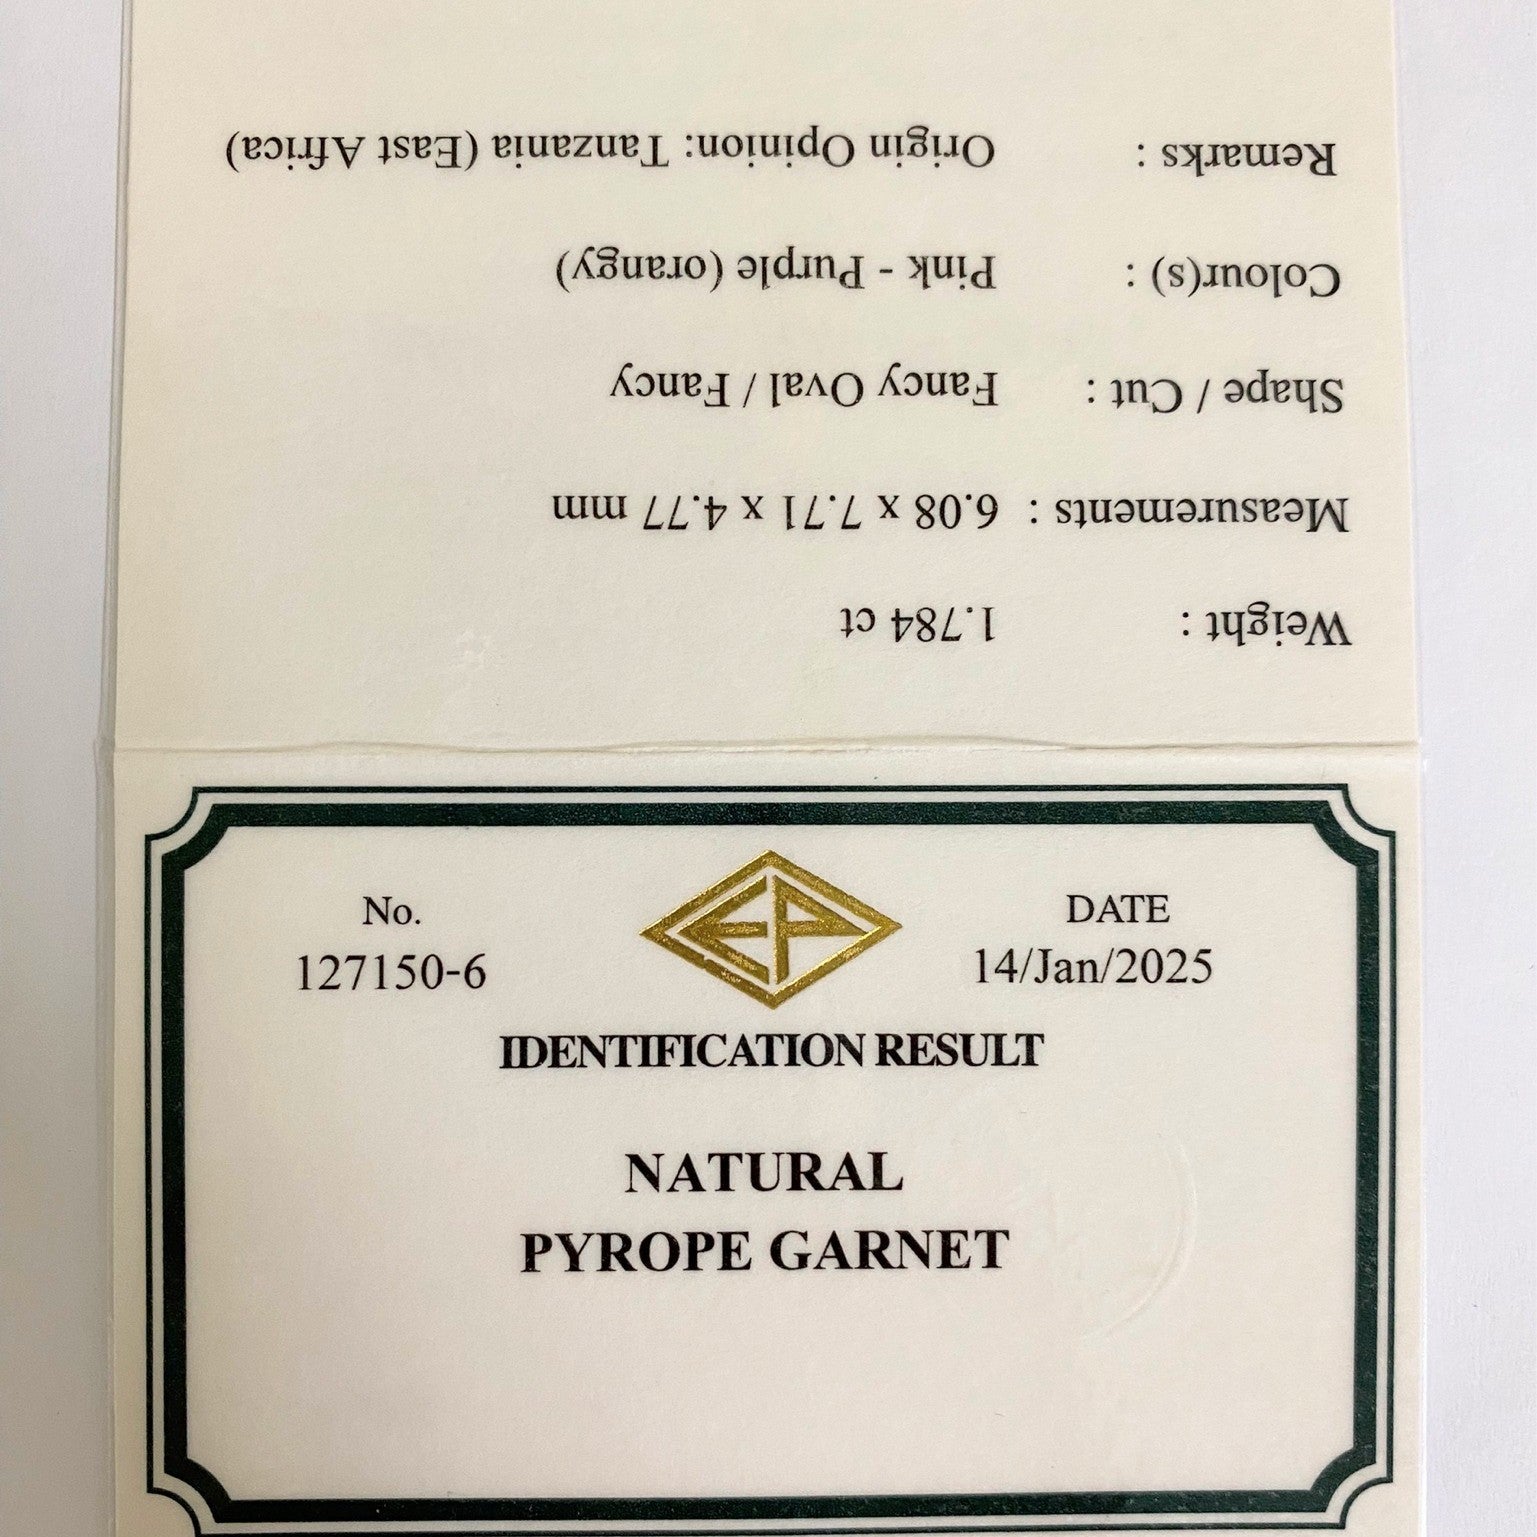 No.
127150-6
EP
DATE
14/Jan/2025
IDENTIFICATION RESULT
NATURAL
PYROPE GARNET
Weight : 1.784 ct
Measurements : 6.08 x 7.71 x 4.77 mm
Shape / Cut : Fancy Oval / Fancy
Colour(s) : Pink - Purple (orangy)
Remarks : Origin Opinion: Tanzania (East Africa)